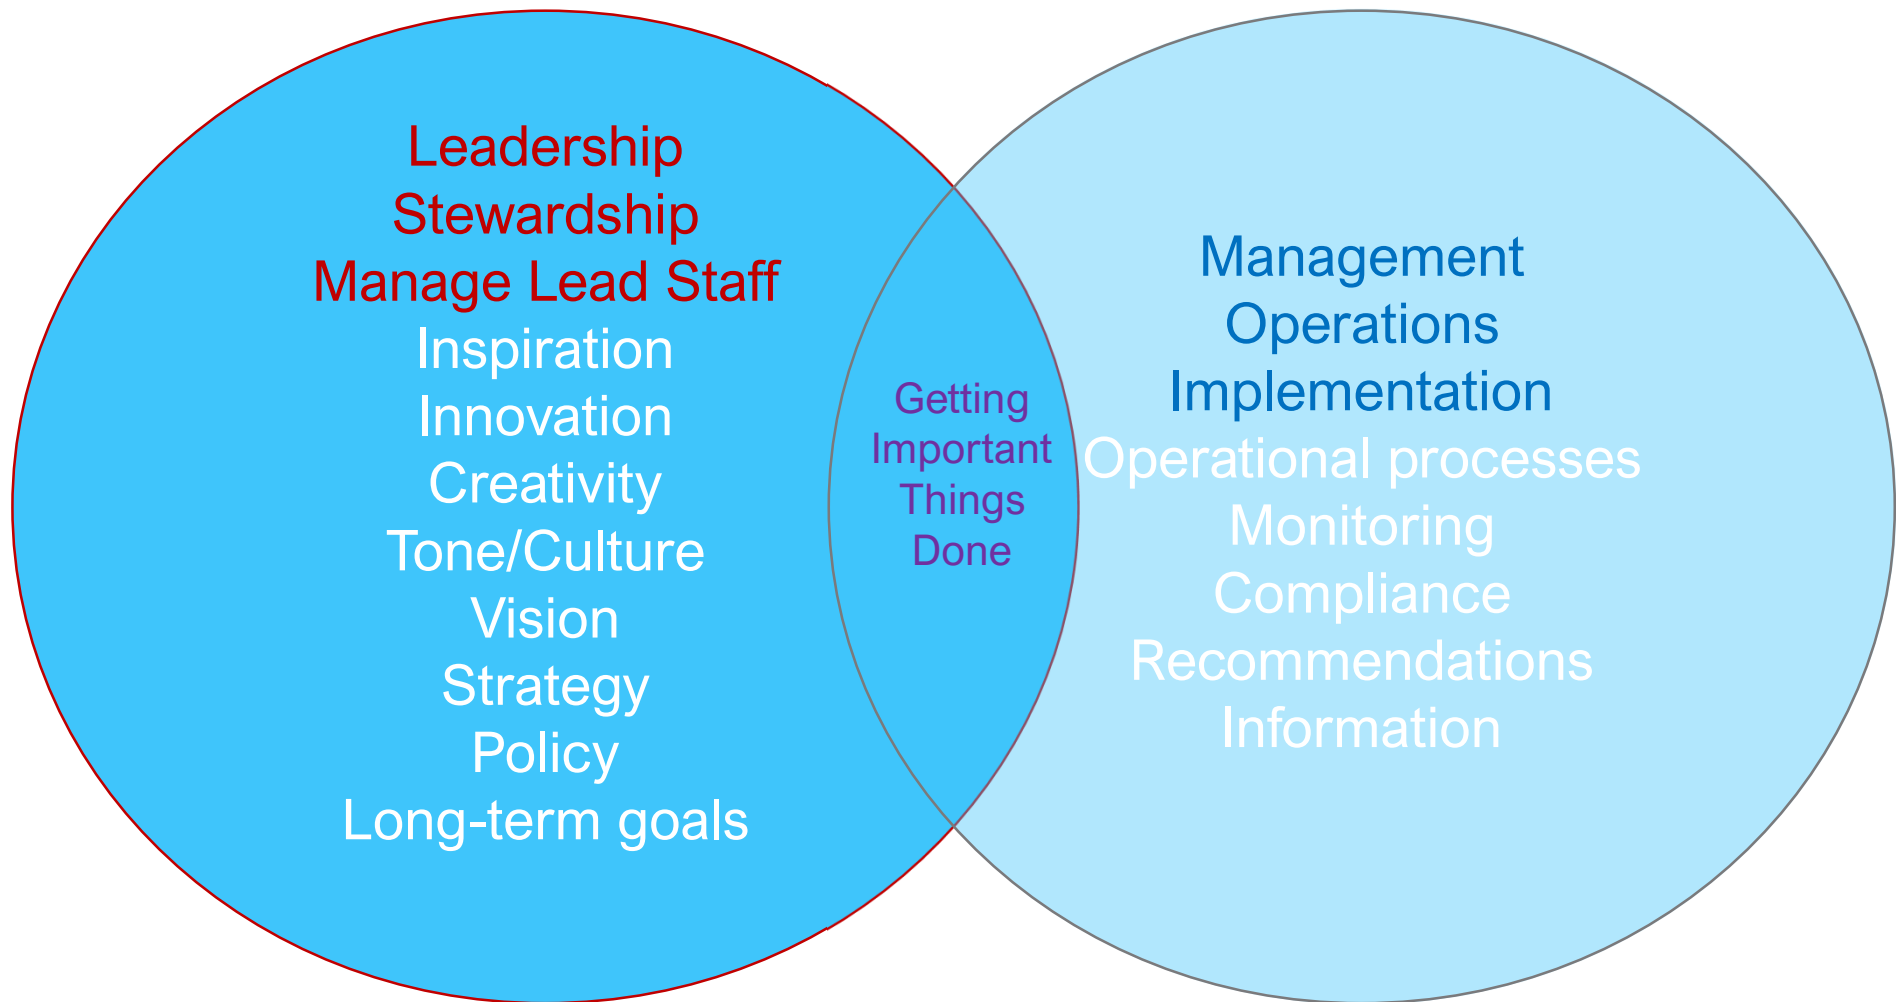 Leadership
Stewardship
Manage Lead Staff
Inspiration
Innovation
Creativity
Tone/Culture
Vision
Strategy
Policy
Long-term goals
Getting
Important
Things
Done
Management
Operations
Implementation
Operational processes
Monitoring
Compliance
Recommendations
Information